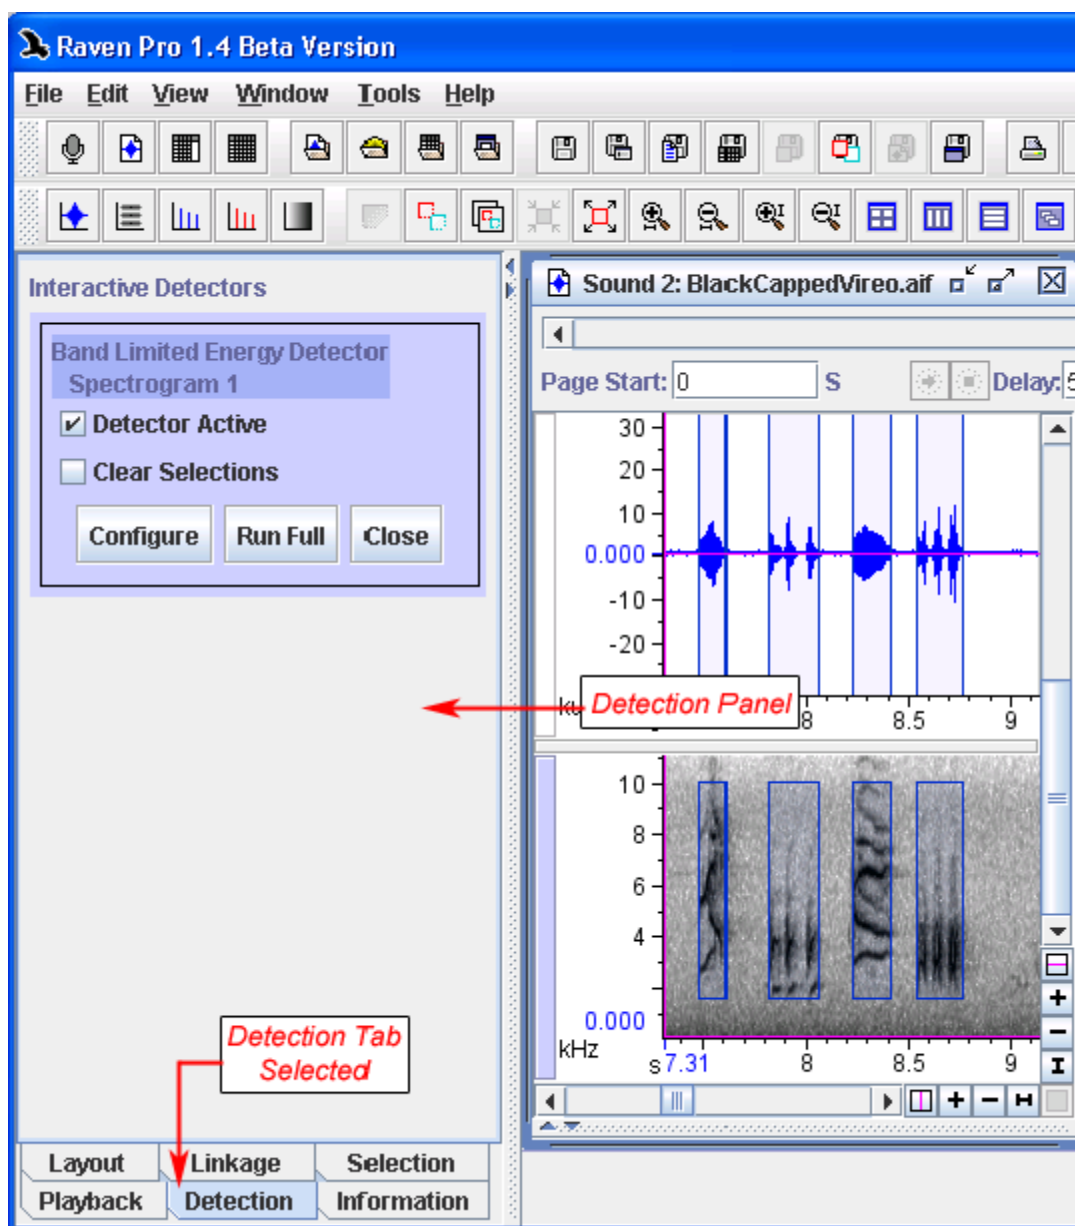 Raven Pro 1.4 Beta Version
File Edit View Window Tools Help
Interactive Detectors
Band Limited Energy Detector
Spectrogram 1
Detector Active
Clear Selections
Configure Run Full Close
Sound 2: BlackCappedVireo.aif
Page Start: 0 S Delay: 5
30
20
10
0.000
-10
-20
Detection Panel
8 8.5 9
10
8
6
4
0.000
kHz
s 7.31 8 8.5 9
Detection Tab
Selected
Layout Linkage Selection
Playback Detection Information